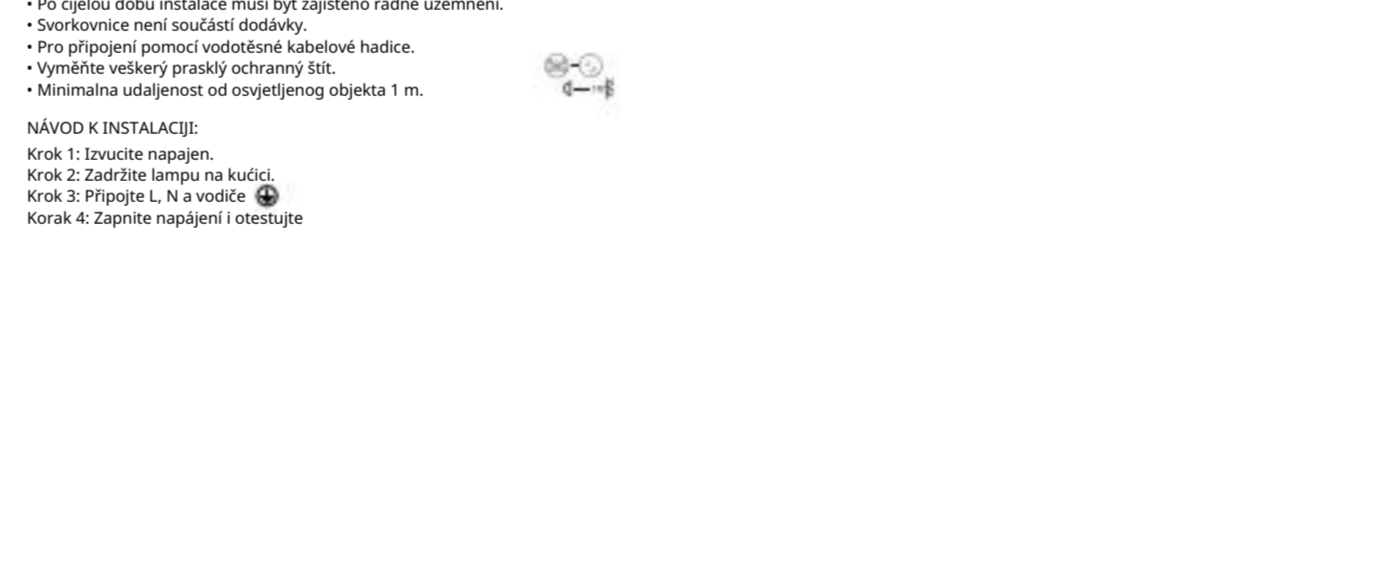 • Po cijelou dobu instalace musí být zajištěno řádné uzemnění.
• Svorkovnice není součástí dodávky.
• Pro připojení pomocí vodotěsné kabelové hadice.
• Vyměňte veškerý prasklý ochranný štít.
• Minimalna udaljenost od osvjetljenog objekta 1 m.
NÁVOD K INSTALACIJI:
Krok 1: Izvucite napajen.
Krok 2: Zadržite lampu na kućici.
Krok 3: Připojte L, N a vodiče
Korak 4: Zapnite napájení i otestujte